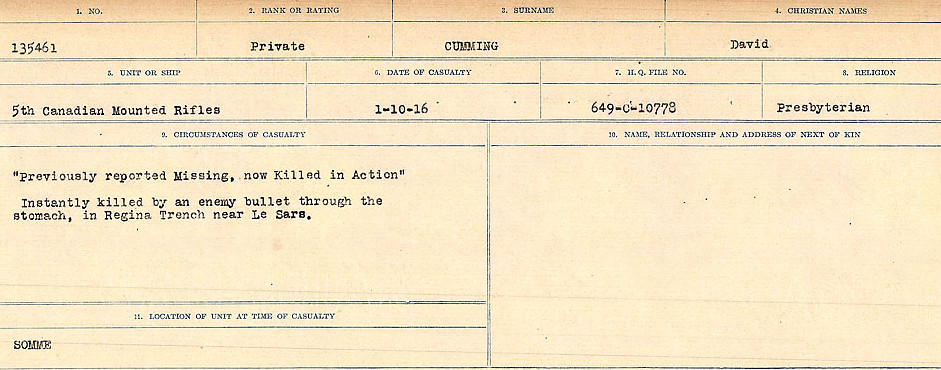 1. NO. 2. RANK OR RATING 3. SURNAME 4. CHRISTIAN NAMES
135461 Private CUMMING David
5. UNIT OR SHIP 6. DATE OF CASUALTY 7. H. Q. FILE NO. 8. RELIGION
5th Canadian Mounted Rifles 1-10-16 649-C-10778 Presbyterian
9. CIRCUMSTANCES OF CASUALTY 10. NAME, RELATIONSHIP AND ADDRESS OF NEXT OF KIN
"Previously reported Missing, now Killed in Action"
Instantly killed by an enemy bullet through the
stomach, in Regina Trench near Le Sars.
11. LOCATION OF UNIT AT TIME OF CASUALTY
SOMME